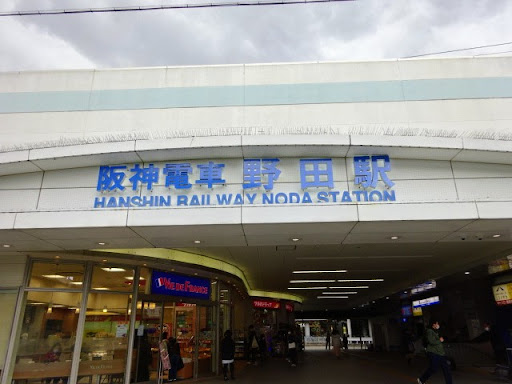 阪神電車 野田駅
HANSHIN RAILWAY NODA STATION
VIE DE FRANCE